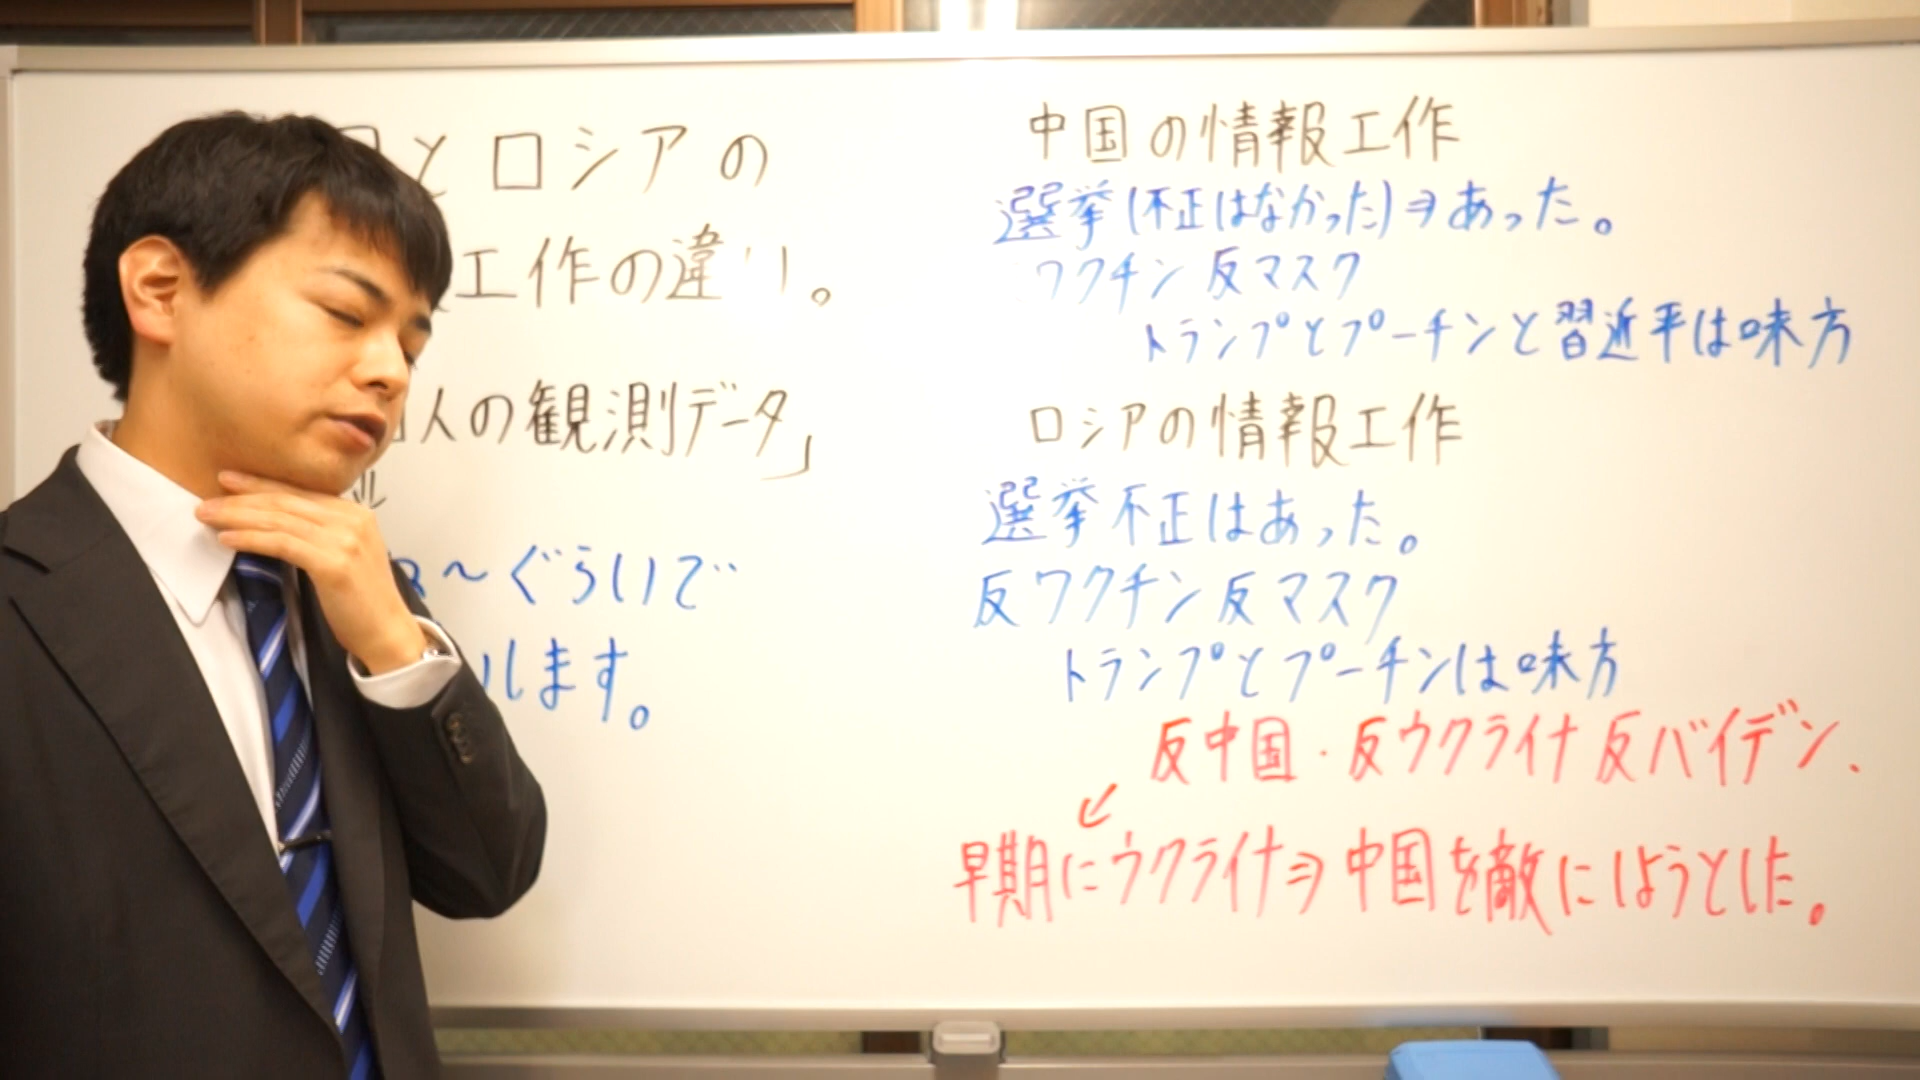 とロシアの
工作の違い。
人の観測データ」
～ぐらいで
します。
中国の情報工作
選挙(不正はなかった)⇒あった。
ワクチン 反マスク
トランプとプーチンと習近平は味方
ロシアの情報工作
選挙不正はあった。
反ワクチン反マスク
トランプとプーチンは味方
反中国・反ウクライナ 反バイデン、
↙
早期にウクライナ⇒中国を敵にしようとした。